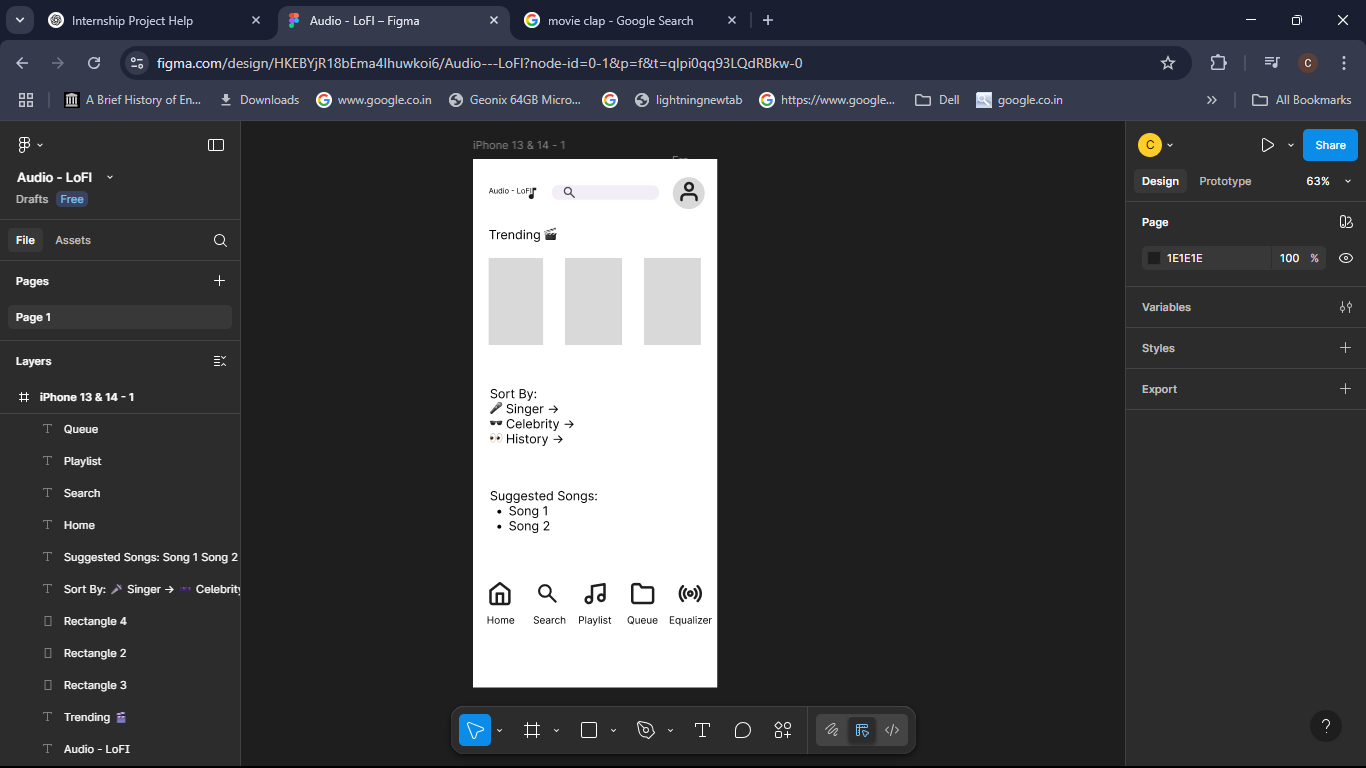 Internship Project Help
Audio - LoFI – Figma
movie clap - Google Search
figma.com/design/HKEBYjR18bEma4lhuwkoi6/Audio---LoFI?node-id=0-1&p=f&t=qlpi0qq93LQdRBkw-0
C
A Brief History of En...
Downloads
www.google.co.in
Geonix 64GB Micro...
lightningnewtab
https://www.google...
Dell
google.co.in
All Bookmarks
Audio - LoFI
Drafts
Free
File
Assets
Pages
Page 1
Layers
iPhone 13 & 14 - 1
Queue
Playlist
Search
Home
Suggested Songs: Song 1 Song 2
Sort By: 🎤 Singer → 🕶️ Celebrity
Rectangle 4
Rectangle 2
Rectangle 3
Trending 🎬
Audio - LoFI
iPhone 13 & 14 - 1
Audio - LoFI
Trending 🎬
Sort By:
🎤 Singer →
🕶️ Celebrity →
👀 History →
Suggested Songs:
• Song 1
• Song 2
Home
Search
Playlist
Queue
Equalizer
C
Share
Design
Prototype
63%
Page
1E1E1E
100 %
Variables
Styles
Export
?